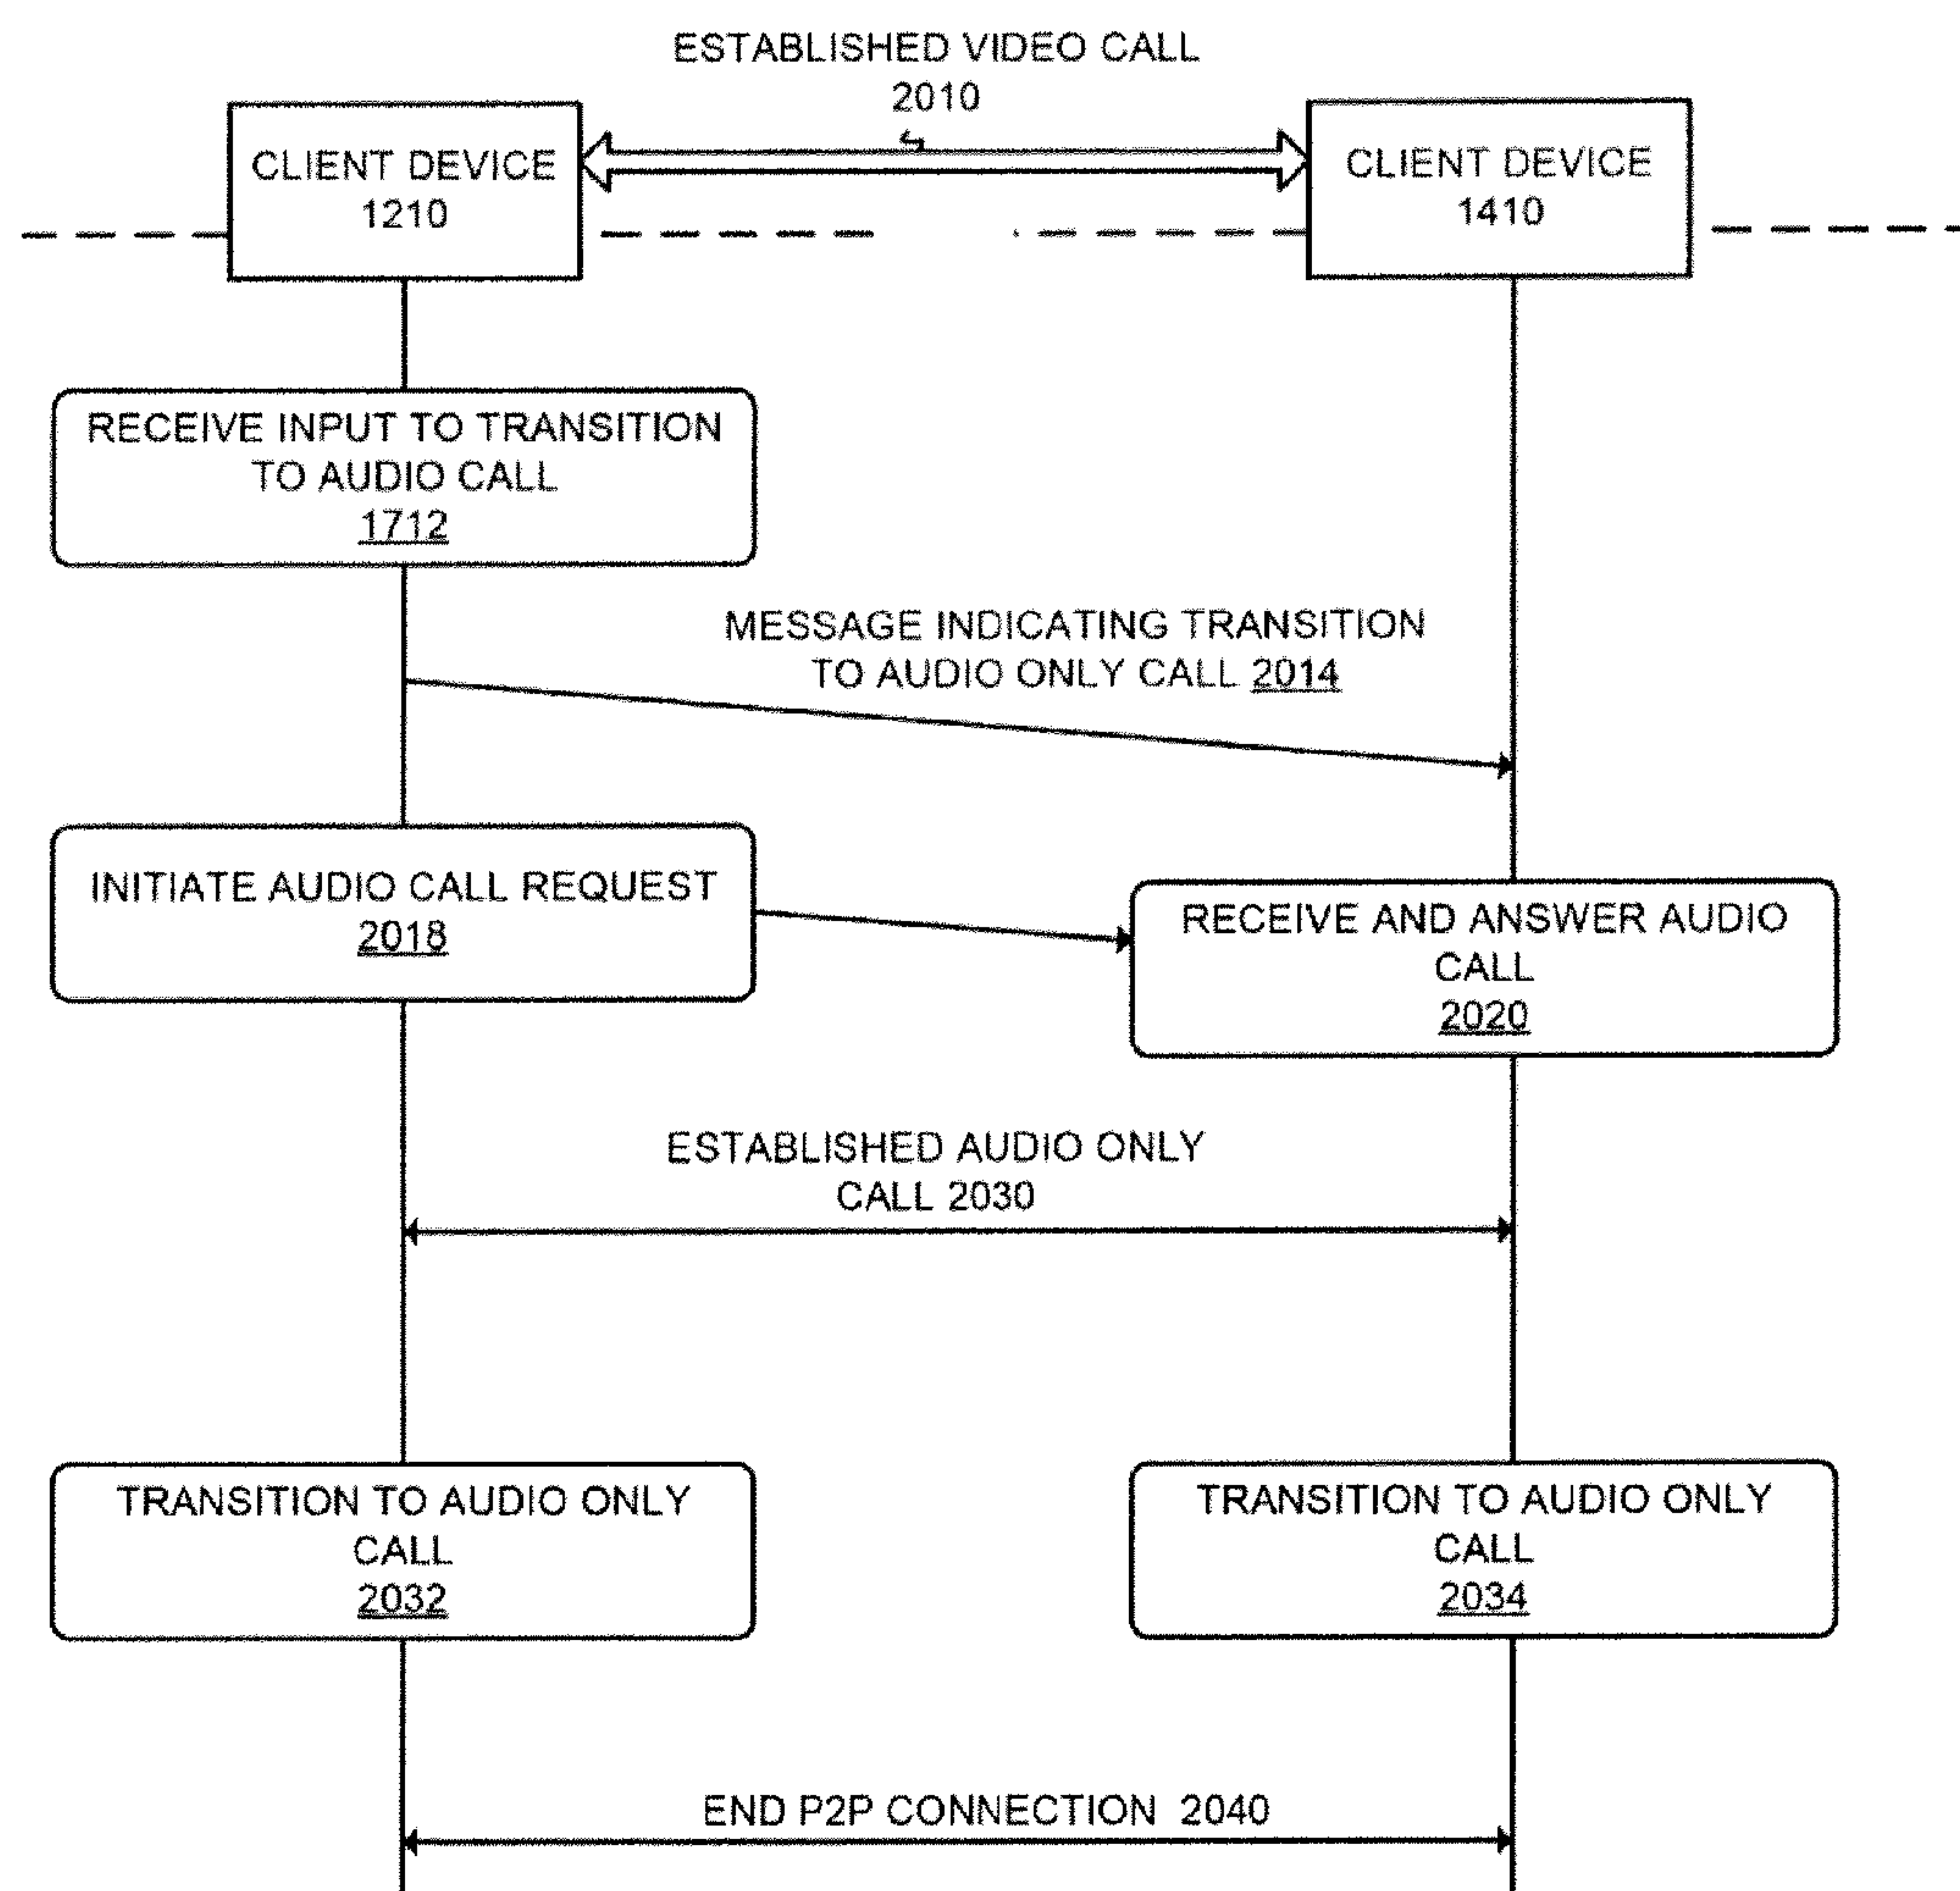 ESTABLISHED VIDEO CALL
2010
CLIENT DEVICE
1210
CLIENT DEVICE
1410
RECEIVE INPUT TO TRANSITION
TO AUDIO CALL
1712
MESSAGE INDICATING TRANSITION
TO AUDIO ONLY CALL 2014
INITIATE AUDIO CALL REQUEST
2018
RECEIVE AND ANSWER AUDIO
CALL
2020
ESTABLISHED AUDIO ONLY
CALL 2030
TRANSITION TO AUDIO ONLY
CALL
2032
TRANSITION TO AUDIO ONLY
CALL
2034
END P2P CONNECTION 2040